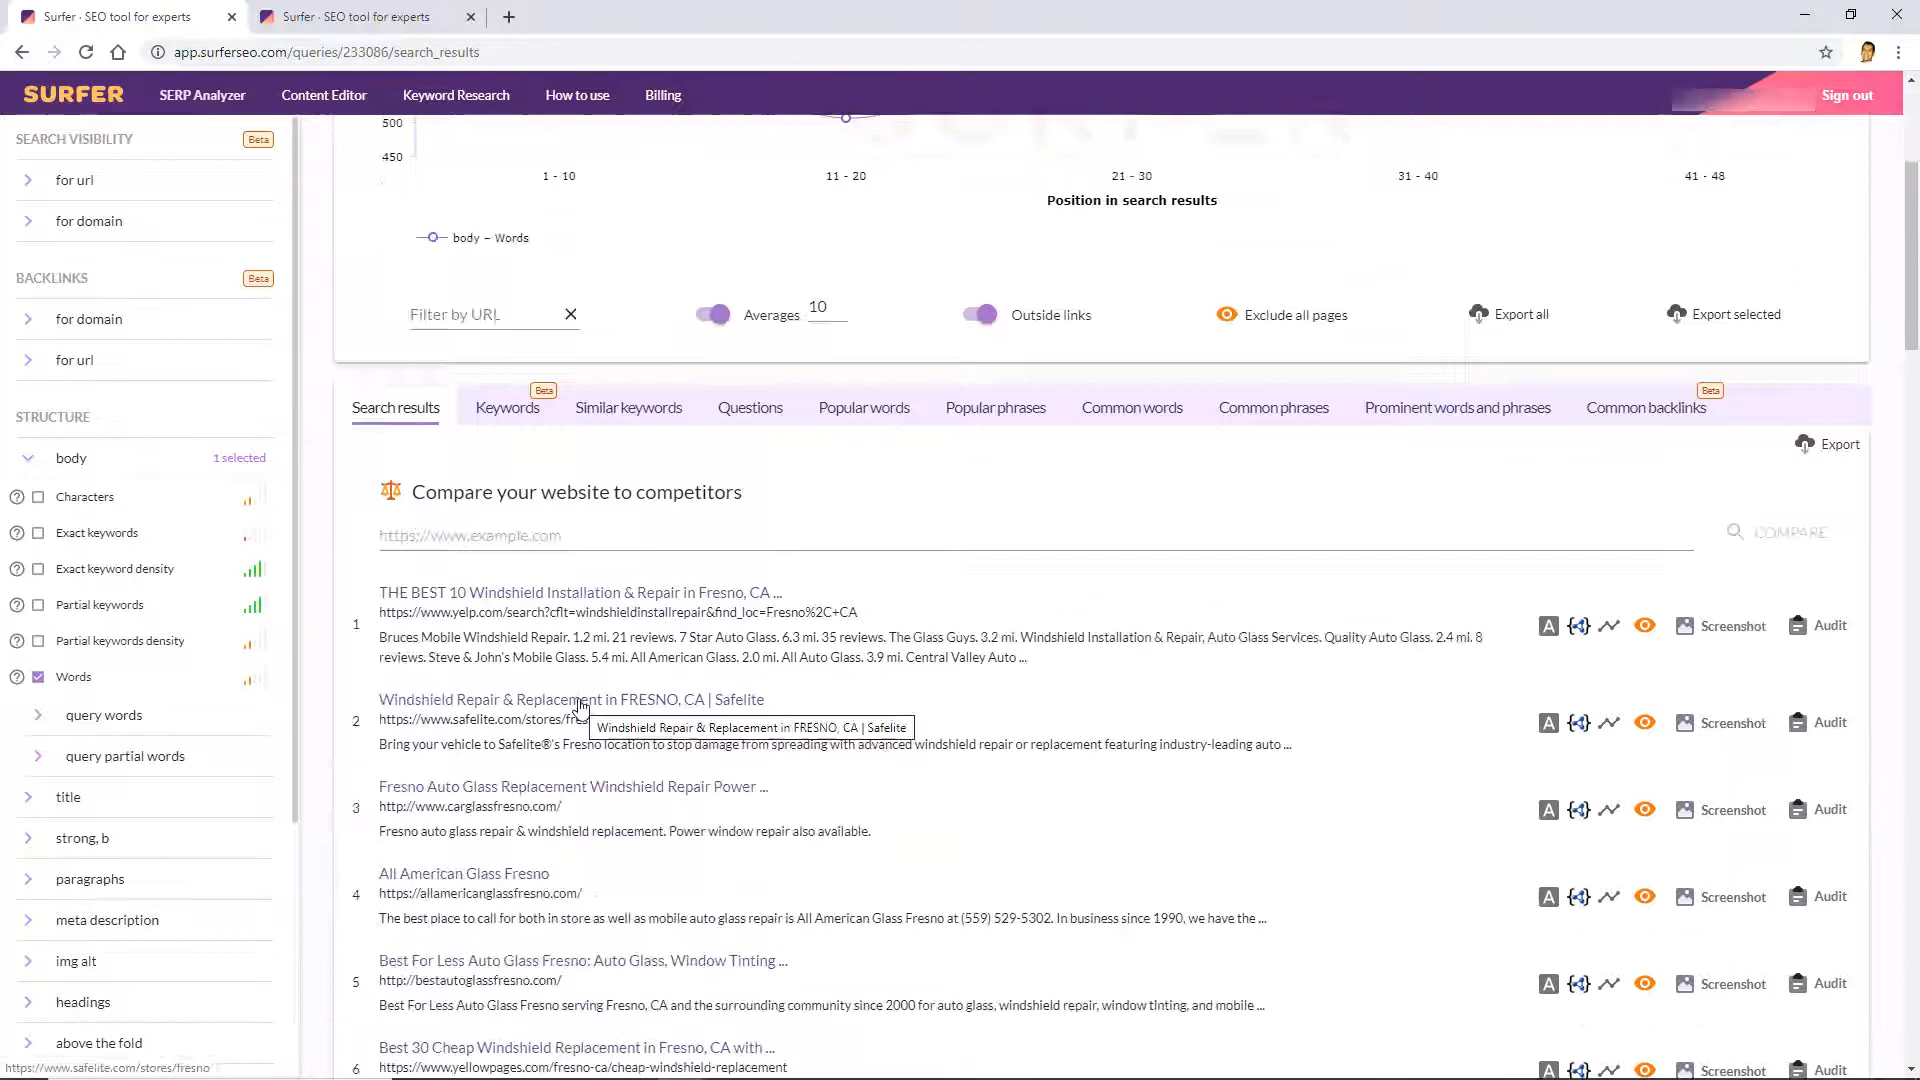 Surfer · SEO tool for experts
Surfer · SEO tool for experts
app.surferseo.com/queries/233086/search_results
SURFER
SERP Analyzer
Content Editor
Keyword Research
How to use
Billing
Sign out
SEARCH VISIBILITY
Beta
for url
for domain
BACKLINKS
Beta
for domain
for url
STRUCTURE
body
1 selected
Characters
Exact keywords
Exact keyword density
Partial keywords
Partial keywords density
Words
query words
query partial words
title
strong, b
paragraphs
meta description
img alt
headings
above the fold
https://www.safelite.com/stores/fresno
500
450
1 - 10
11 - 20
21 - 30
31 - 40
41 - 48
Position in search results
body – Words
Filter by URL
Averages
10
Outside links
Exclude all pages
Export all
Export selected
Search results
Keywords
Beta
Similar keywords
Questions
Popular words
Popular phrases
Common words
Common phrases
Prominent words and phrases
Common backlinks
Beta
Export
Compare your website to competitors
https://www.example.com
COMPARE
1
THE BEST 10 Windshield Installation & Repair in Fresno, CA ...
https://www.yelp.com/search?cflt=windshieldinstallrepair&find_loc=Fresno%2C+CA
Bruces Mobile Windshield Repair. 1.2 mi. 21 reviews. 7 Star Auto Glass. 6.3 mi. 35 reviews. The Glass Guys. 3.2 mi. Windshield Installation & Repair, Auto Glass Services. Quality Auto Glass. 2.4 mi. 8
reviews. Steve & John's Mobile Glass. 5.4 mi. All American Glass. 2.0 mi. All Auto Glass. 3.9 mi. Central Valley Auto ...
A
Screenshot
Audit
2
Windshield Repair & Replacement in FRESNO, CA | Safelite
https://www.safelite.com/stores/fres
Windshield Repair & Replacement in FRESNO, CA | Safelite
Bring your vehicle to Safelite®'s Fresno location to stop damage from spreading with advanced windshield repair or replacement featuring industry-leading auto ...
A
Screenshot
Audit
3
Fresno Auto Glass Replacement Windshield Repair Power ...
http://www.carglassfresno.com/
Fresno auto glass repair & windshield replacement. Power window repair also available.
A
Screenshot
Audit
4
All American Glass Fresno
https://allamericanglassfresno.com/
The best place to call for both in store as well as mobile auto glass repair is All American Glass Fresno at (559) 529-5302. In business since 1990, we have the ...
A
Screenshot
Audit
5
Best For Less Auto Glass Fresno: Auto Glass, Window Tinting ...
http://bestautoglassfresno.com/
Best For Less Auto Glass Fresno serving Fresno, CA and the surrounding community since 2000 for auto glass, windshield repair, window tinting, and mobile ...
A
Screenshot
Audit
6
Best 30 Cheap Windshield Replacement in Fresno, CA with ...
https://www.yellowpages.com/fresno-ca/cheap-windshield-replacement
A
Screenshot
Audit